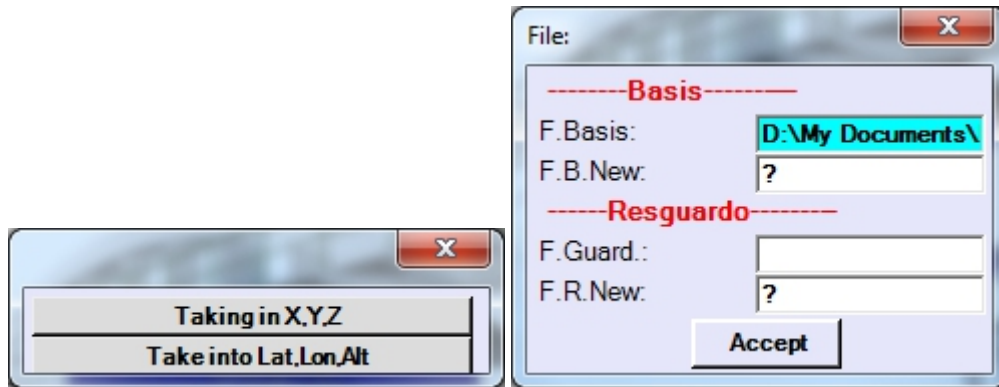 Taking in X,Y,Z
Take into Lat,Lon,Alt
File:
--------Basis---------
F.Basis: D:\My Documents\
F.B.New: ?
------Resguardo---------
F.Guard.:
F.R.New: ?
Accept